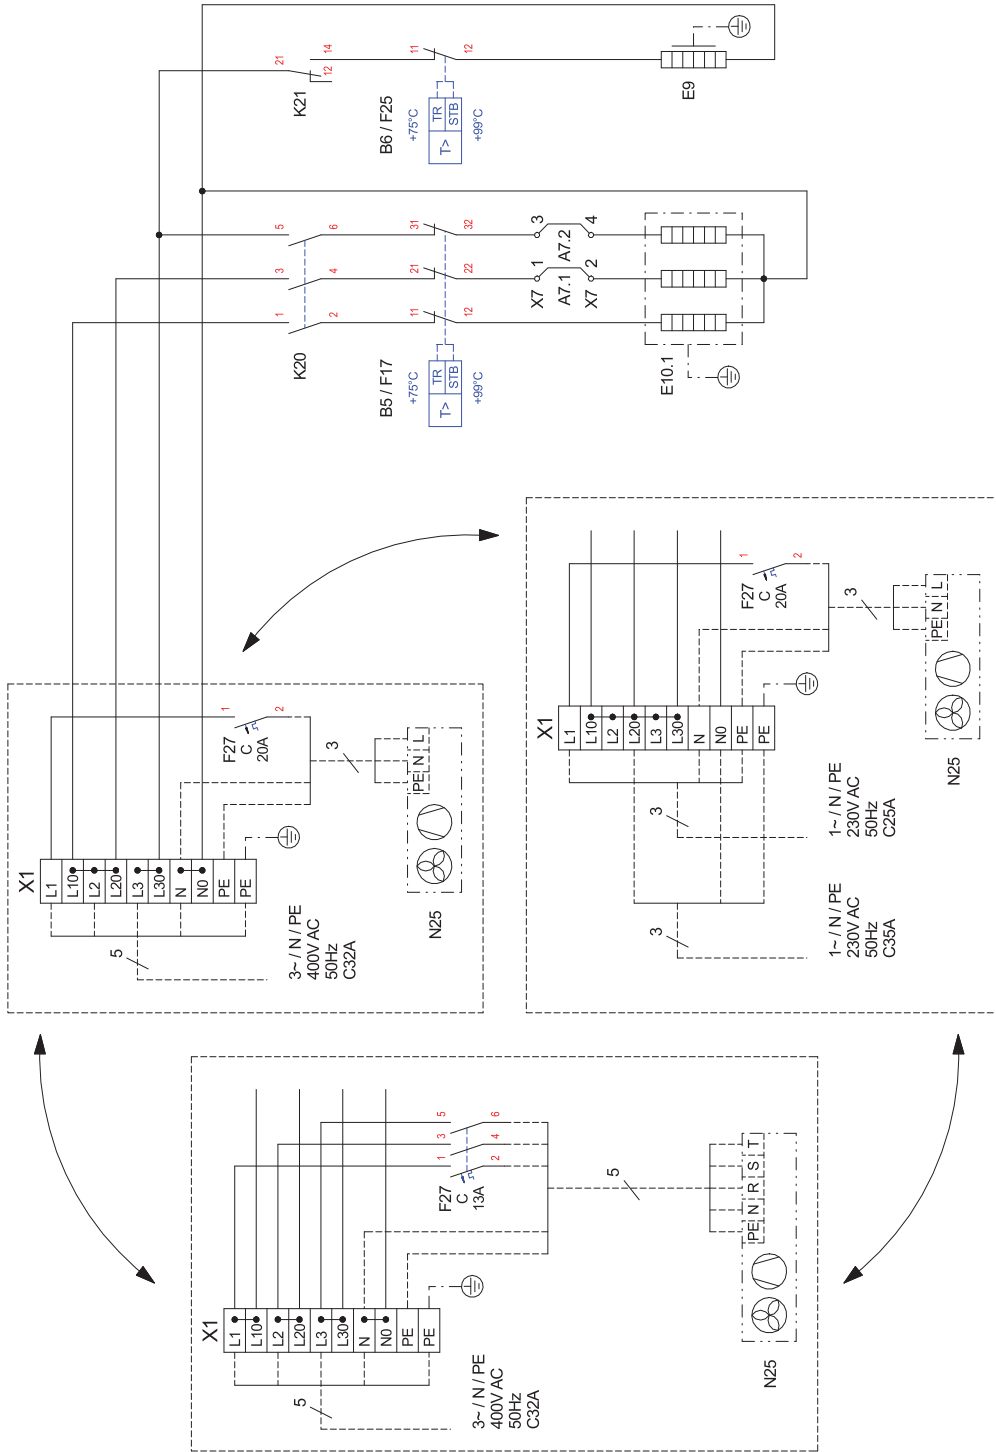 21
14
12
K21
11
12
B6 / F25
+75°C
TR
STB
T>
+99°C
E9
5
6
3
4
1
2
K20
31
32
21
22
11
12
B5 / F17
+75°C
TR
STB
T>
+99°C
3
4
A7.2
1
2
X7
A7.1
X7
E10.1
X1
L1
L10
L2
L20
L3
L30
N
N0
PE
PE
5
3~ / N / PE
400V AC
50Hz
C32A
1
2
F27
C
20A
3
PE N L
N25
X1
L1
L10
L2
L20
L3
L30
N
N0
PE
PE
1
2
F27
C
20A
3
PE N L
N25
3
1~ / N / PE
230V AC
50Hz
C25A
3
1~ / N / PE
230V AC
50Hz
C35A
X1
L1
L10
L2
L20
L3
L30
N
N0
PE
PE
5
3~ / N / PE
400V AC
50Hz
C32A
5
6
3
4
1
2
F27
C
13A
5
PE N R S T
N25